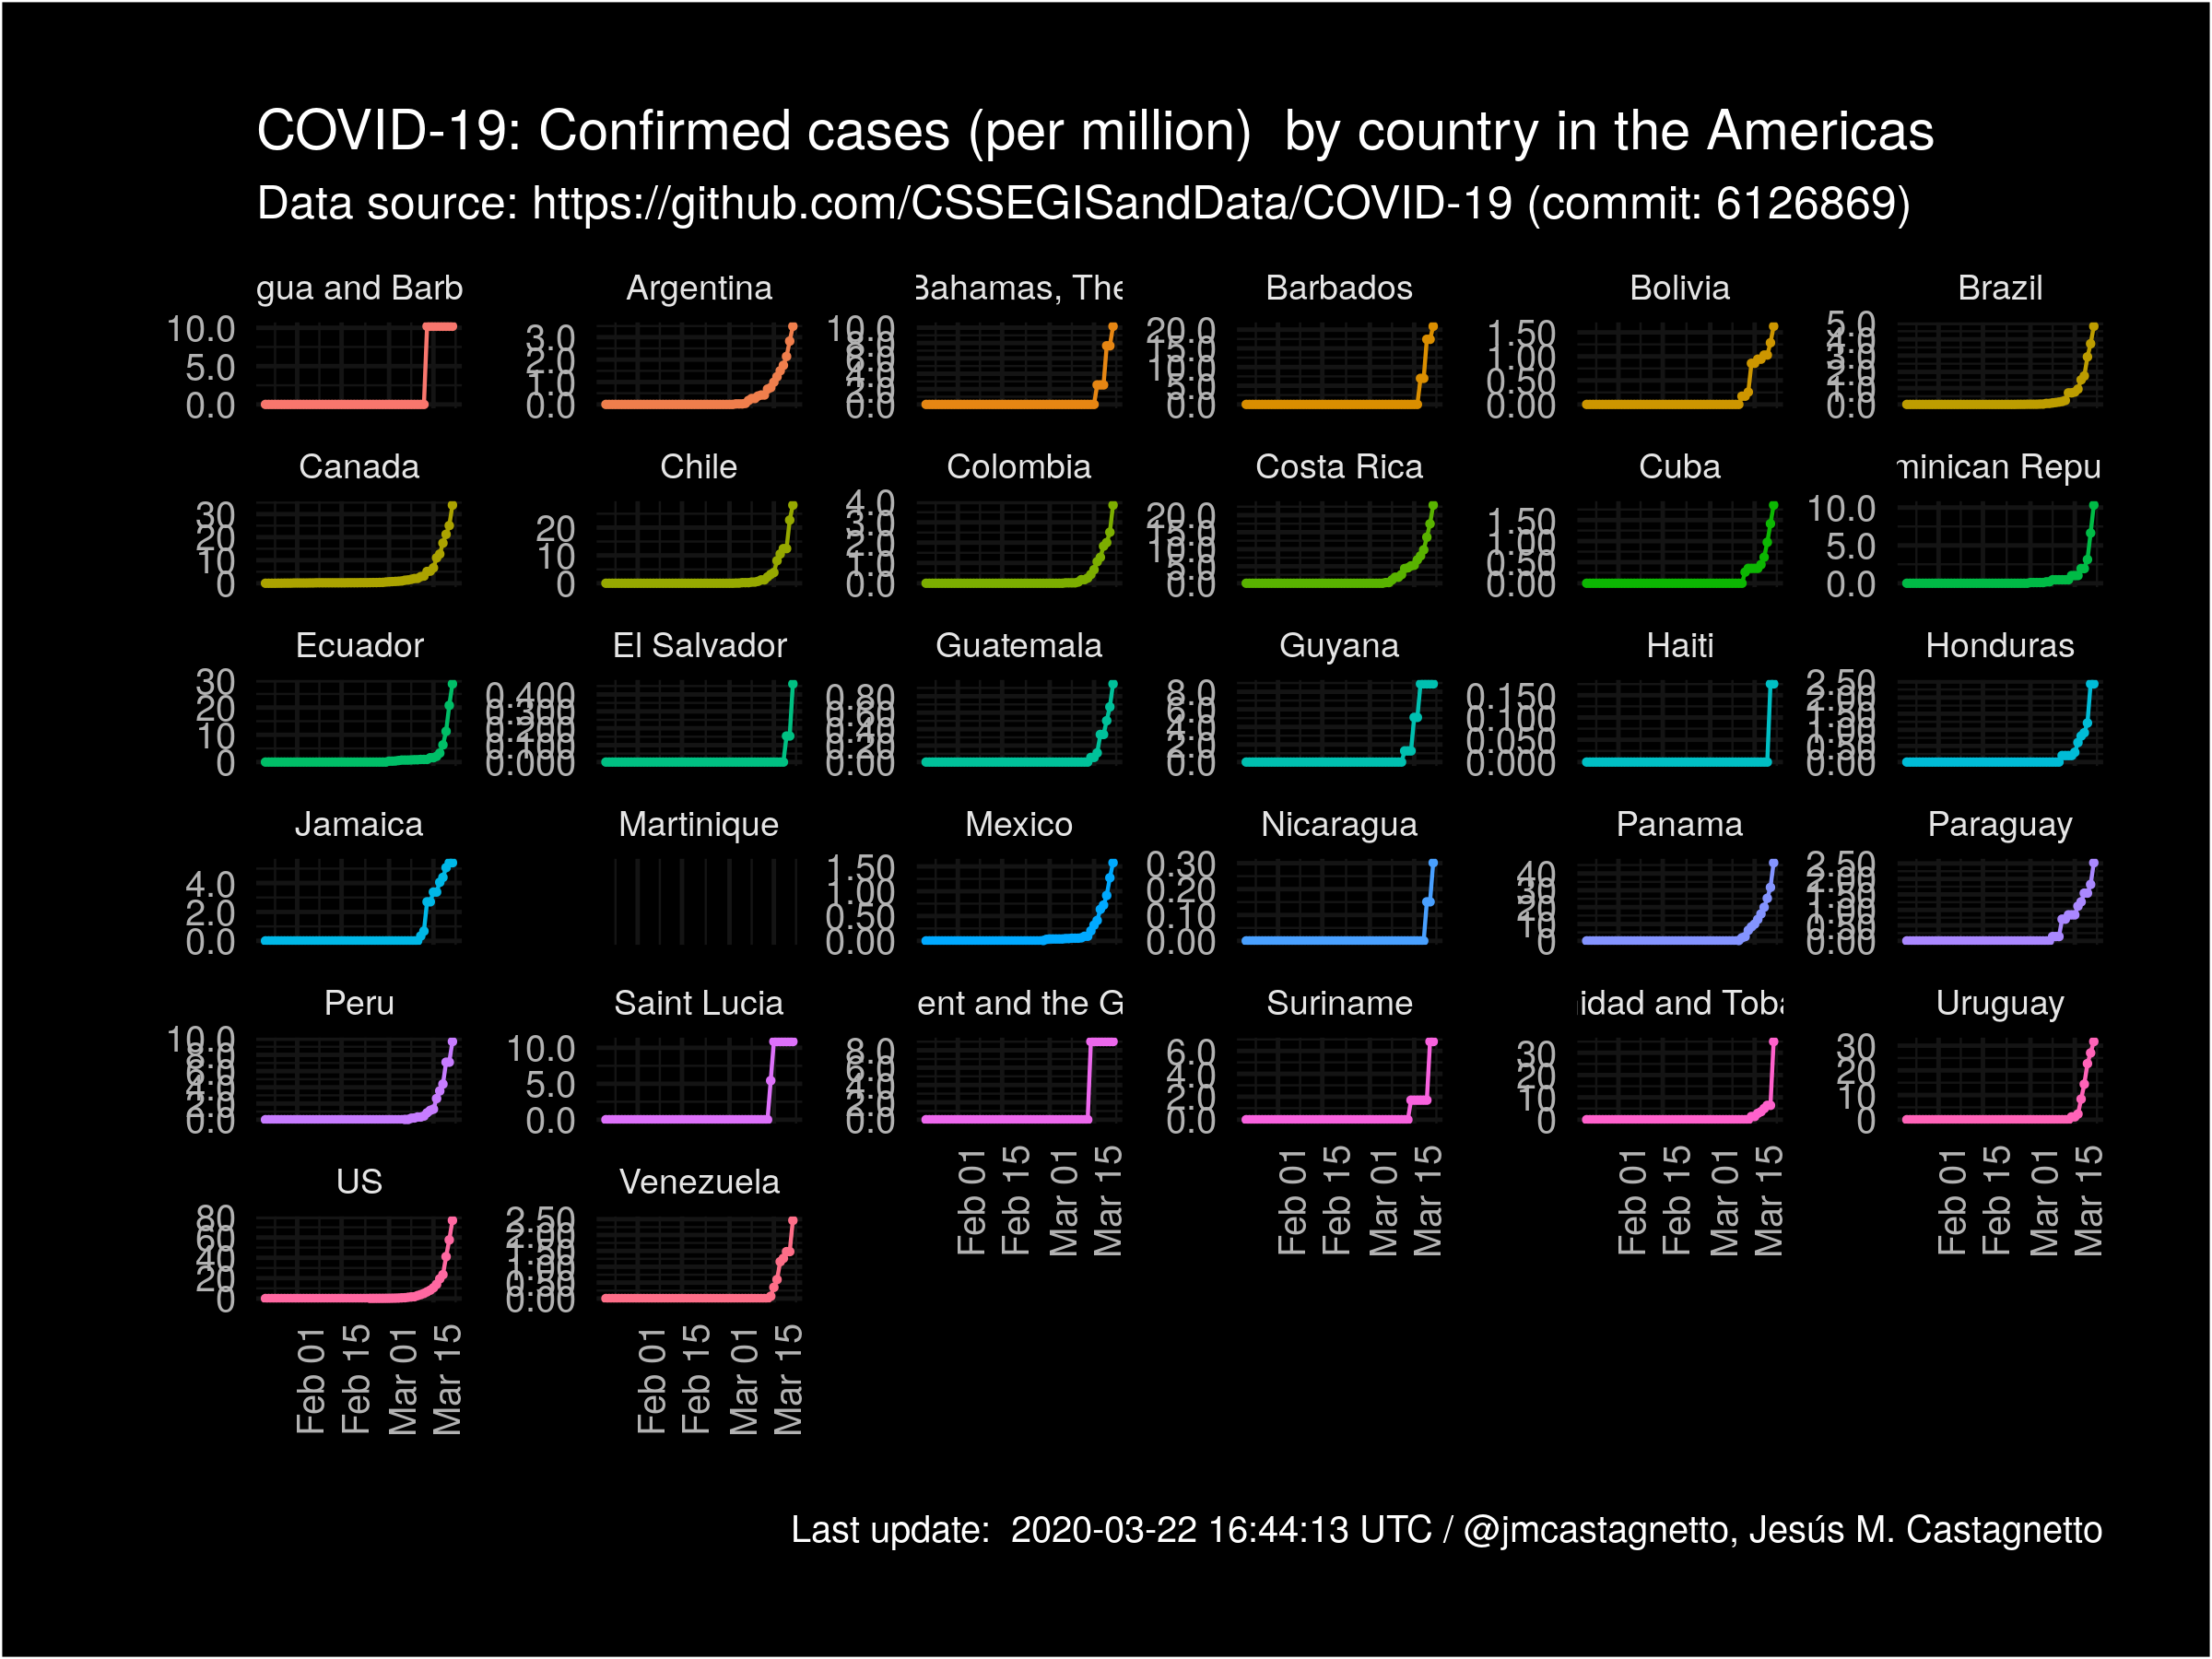 COVID-19: Confirmed cases (per million)  by country in the Americas
Data source: https://github.com/CSSEGISandData/COVID-19 (commit: 6126869)
gua and Barb
10.0
5.0
0.0
Argentina
3.0
2.0
1.0
0.0
Bahamas, The
10.0
8.0
6.0
4.0
2.0
0.0
Barbados
20.0
15.0
10.0
5.0
0.0
Bolivia
1.50
1.00
0.50
0.00
Brazil
5.0
4.0
3.0
2.0
1.0
0.0
Canada
30
20
10
0
Chile
20
10
0
Colombia
4.0
3.0
2.0
1.0
0.0
Costa Rica
20.0
15.0
10.0
5.0
0.0
Cuba
1.50
1.00
0.50
0.00
minican Repu
10.0
5.0
0.0
Ecuador
30
20
10
0
El Salvador
0.400
0.300
0.200
0.100
0.000
Guatemala
0.80
0.60
0.40
0.20
0.00
Guyana
8.0
6.0
4.0
2.0
0.0
Haiti
0.150
0.100
0.050
0.000
Honduras
2.50
2.00
1.50
1.00
0.50
0.00
Jamaica
4.0
2.0
0.0
Martinique
Mexico
1.50
1.00
0.50
0.00
Nicaragua
0.30
0.20
0.10
0.00
Panama
40
30
20
10
0
Paraguay
2.50
2.00
1.50
1.00
0.50
0.00
Peru
10.0
8.0
6.0
4.0
2.0
0.0
Saint Lucia
10.0
5.0
0.0
ent and the G
8.0
6.0
4.0
2.0
0.0
Feb 01
Feb 15
Mar 01
Mar 15
Suriname
6.0
4.0
2.0
0.0
Feb 01
Feb 15
Mar 01
Mar 15
idad and Toba
30
20
10
0
Feb 01
Feb 15
Mar 01
Mar 15
Uruguay
30
20
10
0
Feb 01
Feb 15
Mar 01
Mar 15
US
80
60
40
20
0
Feb 01
Feb 15
Mar 01
Mar 15
Venezuela
2.50
2.00
1.50
1.00
0.50
0.00
Feb 01
Feb 15
Mar 01
Mar 15
Last update:  2020-03-22 16:44:13 UTC / @jmcastagnetto, Jesús M. Castagnetto